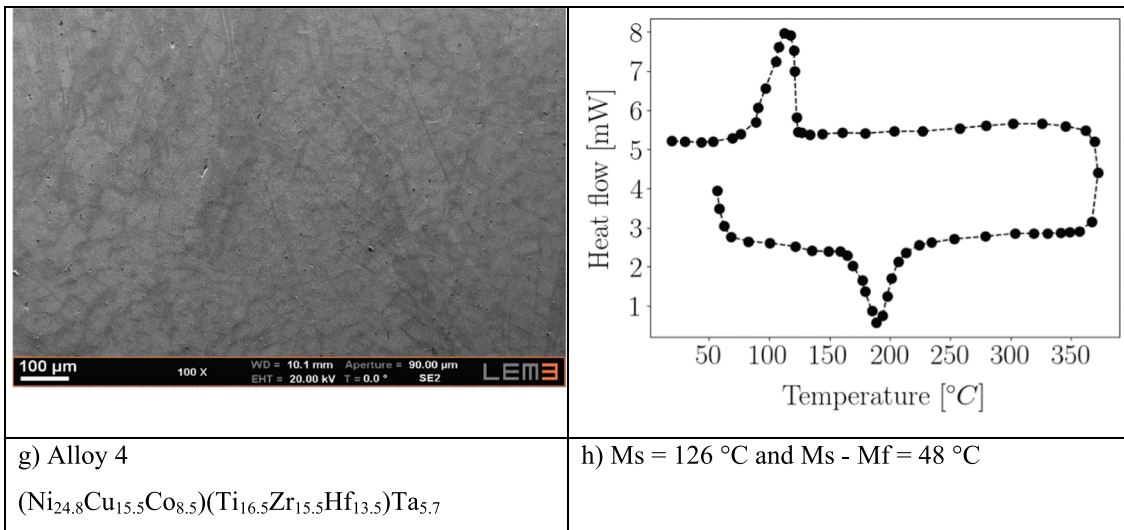 100 µm
100 X
WD = 10.1 mm Aperture = 90.00 µm
EHT = 20.00 kV T = 0.0 ° SE2
LEM3
8
7
6
5
4
3
2
1
Heat flow [mW]
50 100 150 200 250 300 350
Temperature [°C]
g) Alloy 4
(Ni24.8Cu15.5Co8.5)(Ti16.5Zr15.5Hf13.5)Ta5.7
h) Ms = 126 °C and Ms - Mf = 48 °C